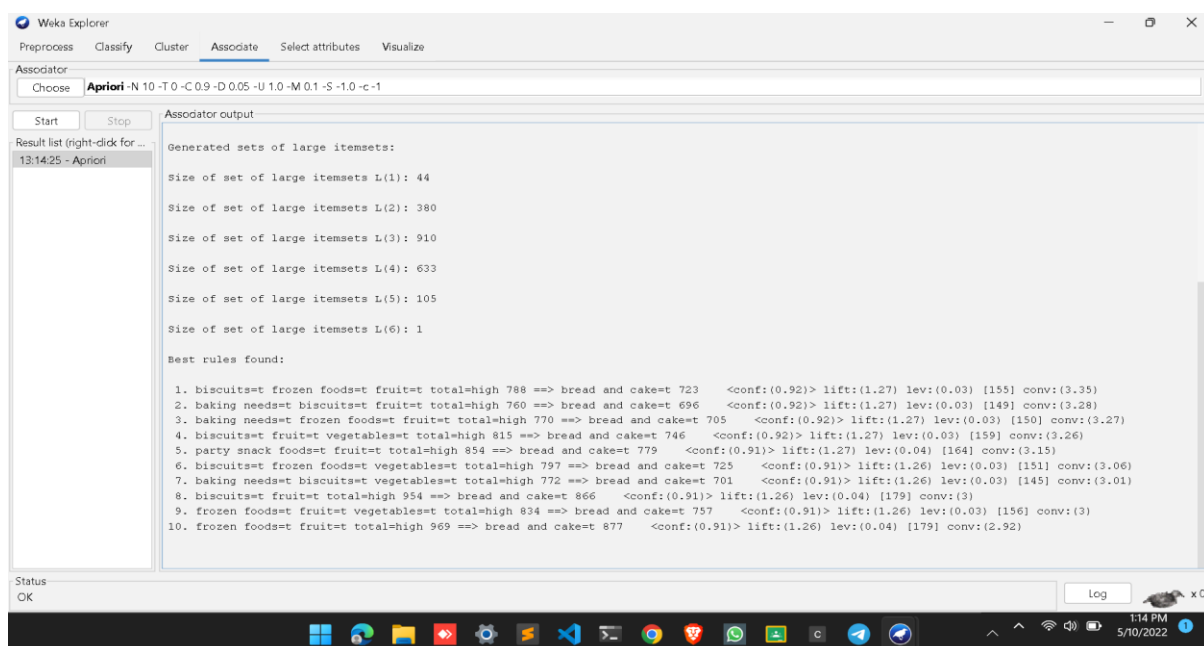 Weka Explorer
Preprocess Classify Cluster Associate Select attributes Visualize
Associator
Choose Apriori -N 10 -T 0 -C 0.9 -D 0.05 -U 1.0 -M 0.1 -S -1.0 -c -1
Start Stop
Associator output
Result list (right-click for ...
13:14:25 - Apriori
Generated sets of large itemsets:
Size of set of large itemsets L(1): 44
Size of set of large itemsets L(2): 380
Size of set of large itemsets L(3): 910
Size of set of large itemsets L(4): 633
Size of set of large itemsets L(5): 105
Size of set of large itemsets L(6): 1
Best rules found:
1. biscuits=t frozen foods=t fruit=t total=high 788 ==> bread and cake=t 723 <conf:(0.92)> lift:(1.27) lev:(0.03) [155] conv:(3.35)
2. baking needs=t biscuits=t fruit=t total=high 760 ==> bread and cake=t 696 <conf:(0.92)> lift:(1.27) lev:(0.03) [149] conv:(3.28)
3. baking needs=t frozen foods=t fruit=t total=high 770 ==> bread and cake=t 705 <conf:(0.92)> lift:(1.27) lev:(0.03) [150] conv:(3.27)
4. biscuits=t fruit=t vegetables=t total=high 815 ==> bread and cake=t 746 <conf:(0.92)> lift:(1.27) lev:(0.03) [159] conv:(3.26)
5. party snack foods=t fruit=t total=high 854 ==> bread and cake=t 779 <conf:(0.91)> lift:(1.27) lev:(0.04) [164] conv:(3.15)
6. biscuits=t frozen foods=t vegetables=t total=high 797 ==> bread and cake=t 725 <conf:(0.91)> lift:(1.26) lev:(0.03) [151] conv:(3.06)
7. baking needs=t biscuits=t vegetables=t total=high 772 ==> bread and cake=t 701 <conf:(0.91)> lift:(1.26) lev:(0.03) [145] conv:(3.01)
8. biscuits=t fruit=t total=high 954 ==> bread and cake=t 866 <conf:(0.91)> lift:(1.26) lev:(0.04) [179] conv:(3)
9. frozen foods=t fruit=t vegetables=t total=high 834 ==> bread and cake=t 757 <conf:(0.91)> lift:(1.26) lev:(0.03) [156] conv:(3)
10. frozen foods=t fruit=t total=high 969 ==> bread and cake=t 877 <conf:(0.91)> lift:(1.26) lev:(0.04) [179] conv:(2.92)
Status
OK
Log
x 0
1:14 PM
5/10/2022
1